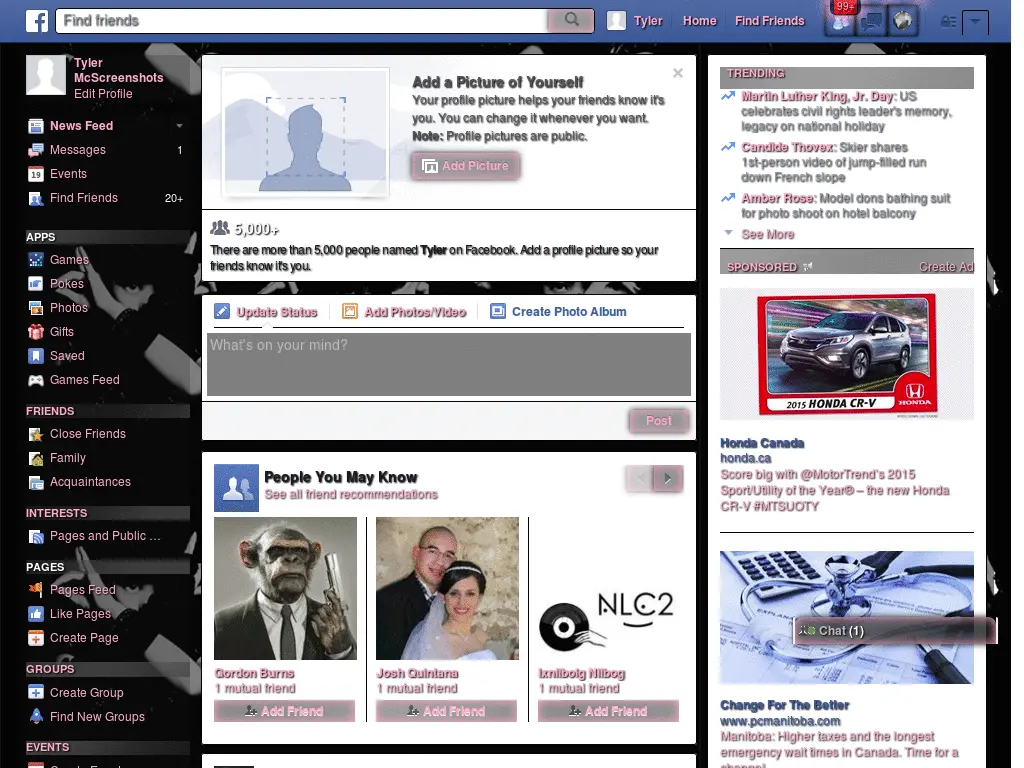 Find friends
Tyler
Home
Find Friends
99+
Tyler
McScreenshots
Edit Profile
News Feed
Messages 1
19 Events
Find Friends 20+
APPS
Games
Pokes
Photos
Gifts
Saved
Games Feed
FRIENDS
Close Friends
Family
Acquaintances
INTERESTS
Pages and Public ...
PAGES
Pages Feed
Like Pages
Create Page
GROUPS
Create Group
Find New Groups
EVENTS
Add a Picture of Yourself
Your profile picture helps your friends know it's
you. You can change it whenever you want.
Note: Profile pictures are public.
Add Picture
5,000+
There are more than 5,000 people named Tyler on Facebook. Add a profile picture so your
friends know it's you.
Update Status
Add Photos/Video
Create Photo Album
What's on your mind?
Post
People You May Know
See all friend recommendations
NLC2
Gordon Burns
1 mutual friend
Add Friend
Josh Quintana
1 mutual friend
Add Friend
Ixnilbolg Nilbog
1 mutual friend
Add Friend
TRENDING
Martin Luther King, Jr. Day: US
celebrates civil rights leader's memory,
legacy on national holiday
Candide Thovex: Skier shares
1st-person video of jump-filled run
down French slope
Amber Rose: Model dons bathing suit
for photo shoot on hotel balcony
See More
SPONSORED
Create Ad
2015 HONDA CR-V
HONDA
Honda Canada
honda.ca
Score big with @MotorTrend's 2015
Sport/Utility of the Year® – the new Honda
CR-V #MTSUOTY
Chat (1)
Change For The Better
www.pcmanitoba.com
Manitoba: Higher taxes and the longest
emergency wait times in Canada. Time for a
change!